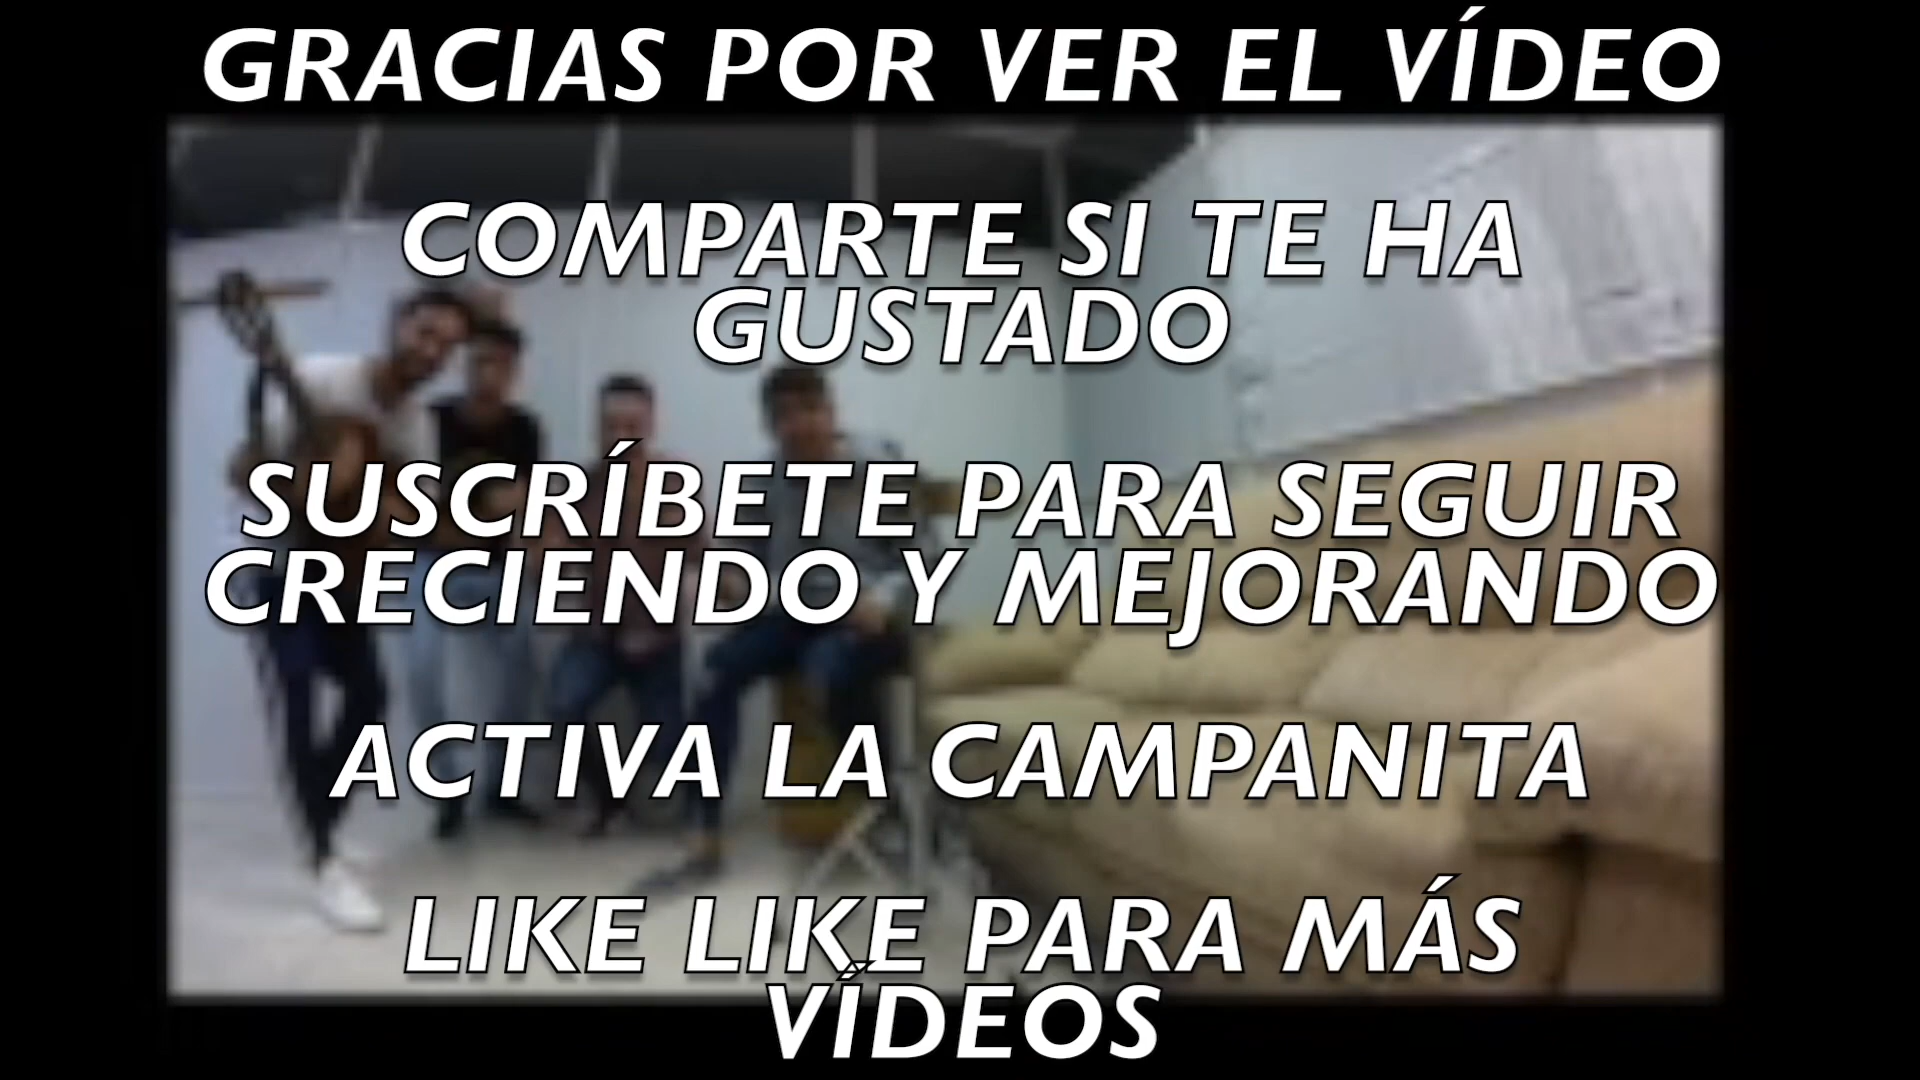 GRACIAS POR VER EL VÍDEO
COMPARTE SI TE HA
GUSTADO
SUSCRÍBETE PARA SEGUIR
CRECIENDO Y MEJORANDO
ACTIVA LA CAMPANITA
LIKE LIKE PARA MÁS
VÍDEOS